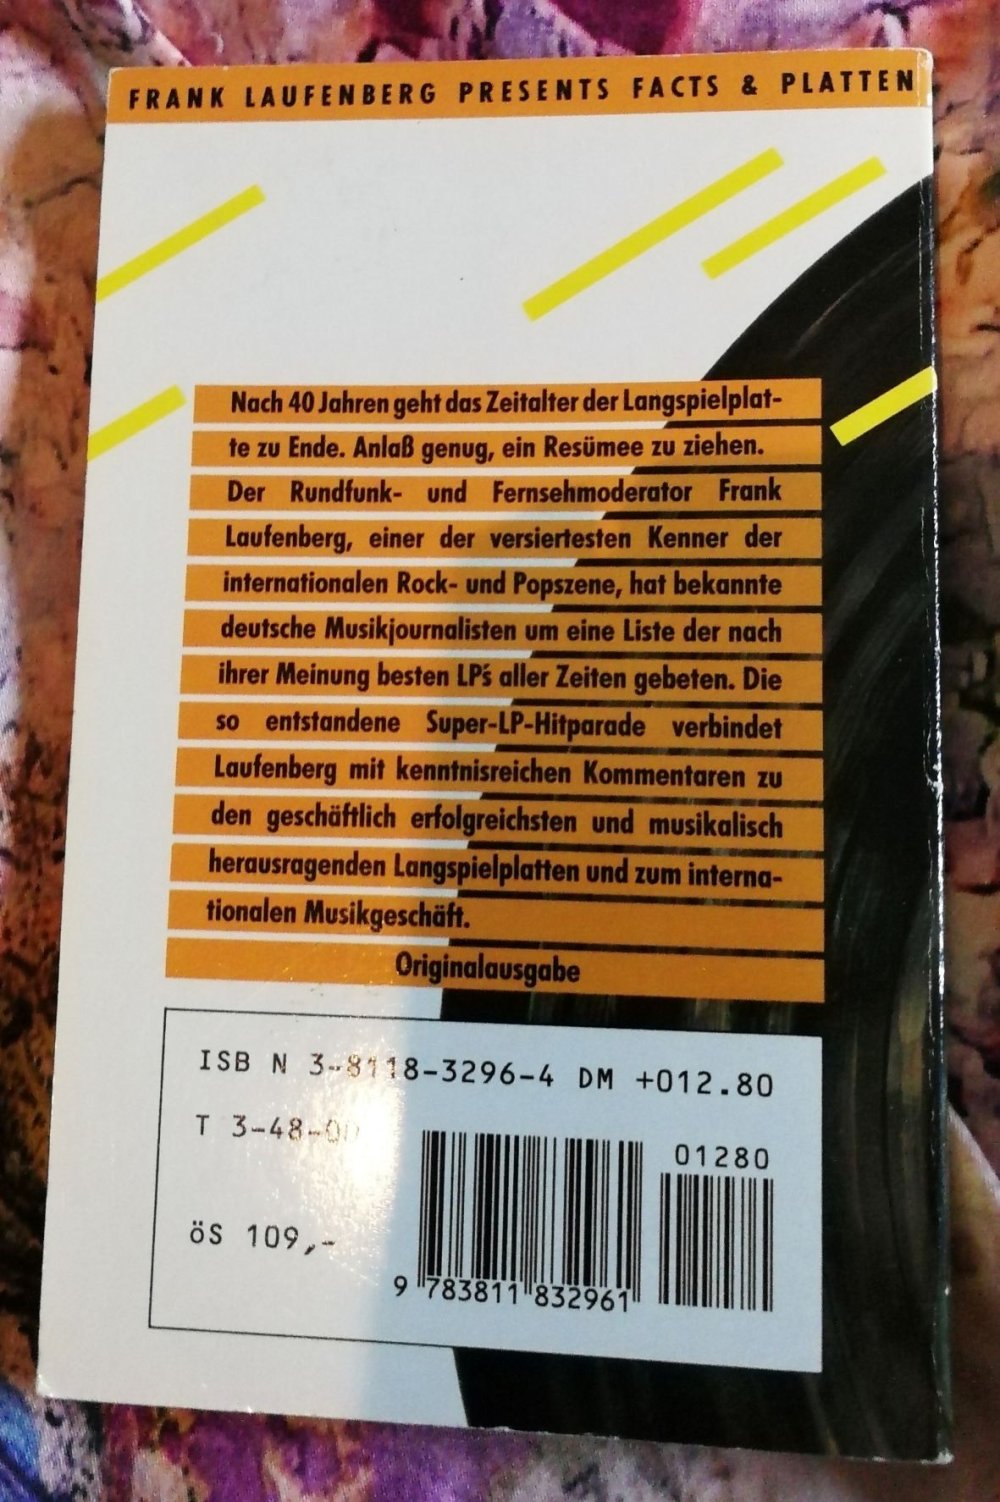 FRANK LAUFENBERG PRESENTS FACTS & PLATTEN
Nach 40 Jahren geht das Zeitalter der Langspielplat-
te zu Ende. Anlaß genug, ein Resümee zu ziehen.
Der Rundfunk- und Fernsehmoderator Frank
Laufenberg, einer der versiertesten Kenner der
internationalen Rock- und Popszene, hat bekannte
deutsche Musikjournalisten um eine Liste der nach
ihrer Meinung besten LP's aller Zeiten gebeten. Die
so entstandene Super-LP-Hitparade verbindet
Laufenberg mit kenntnisreichen Kommentaren zu
den geschäftlich erfolgreichsten und musikalisch
herausragenden Langspielplatten und zum interna-
tionalen Musikgeschäft.
Originalausgabe
ISB N 3-8118-3296-4 DM +012.80
T 3-48-00
01280
öS 109,-
9 783811 832961